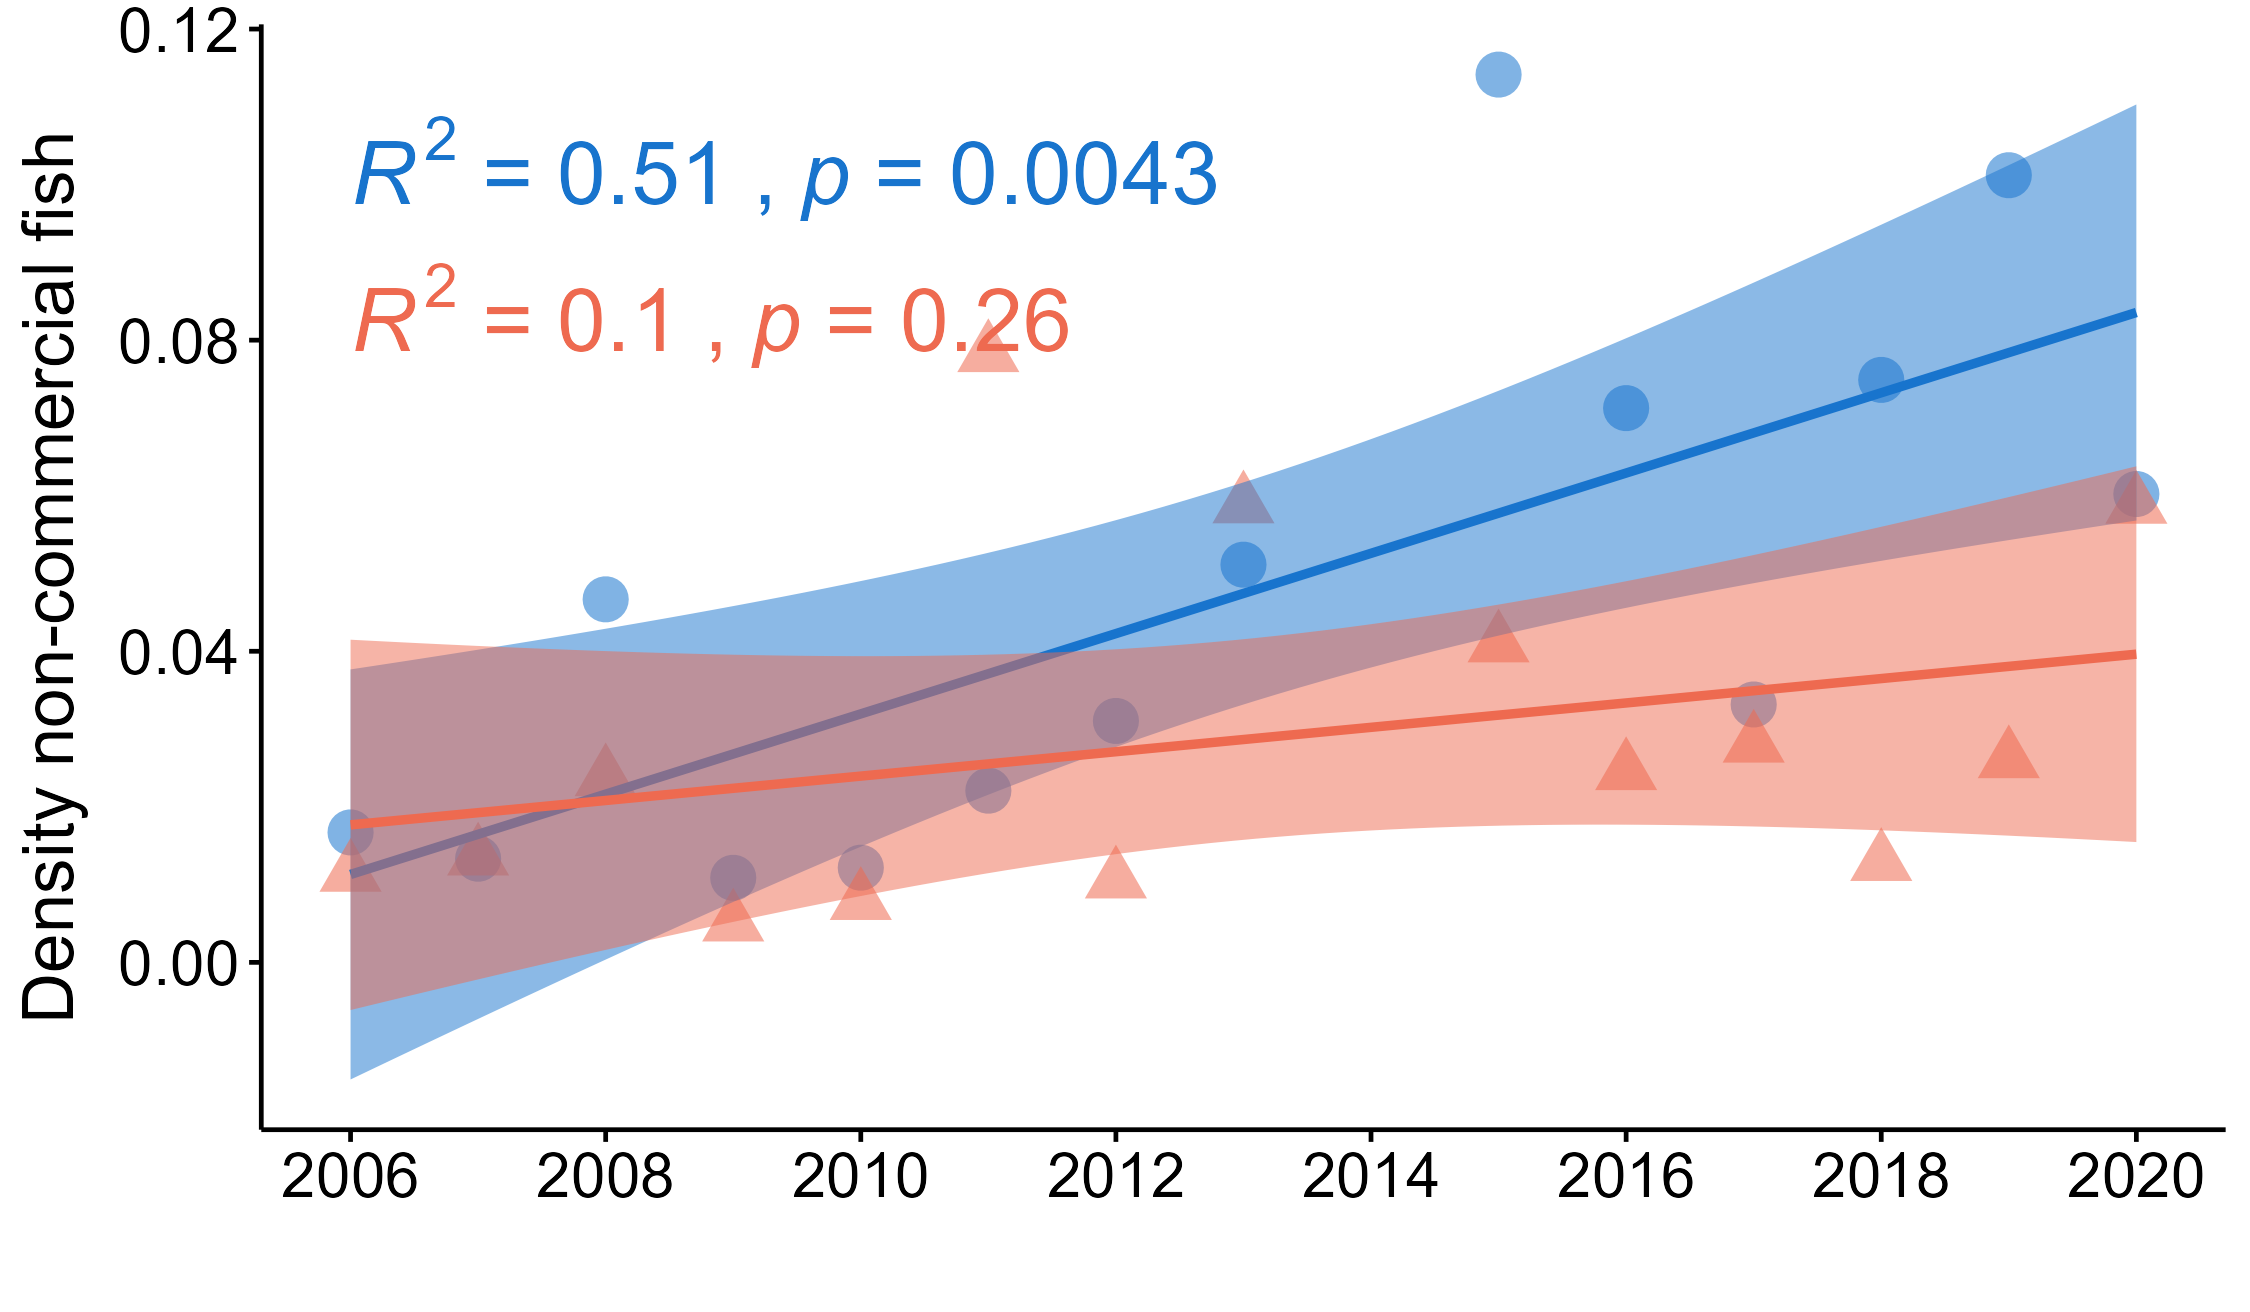 Density non-commercial fish
0.12
0.08
0.04
0.00
R² = 0.51 , p = 0.0043
R² = 0.1 , p = 0.26
2006 2008 2010 2012 2014 2016 2018 2020